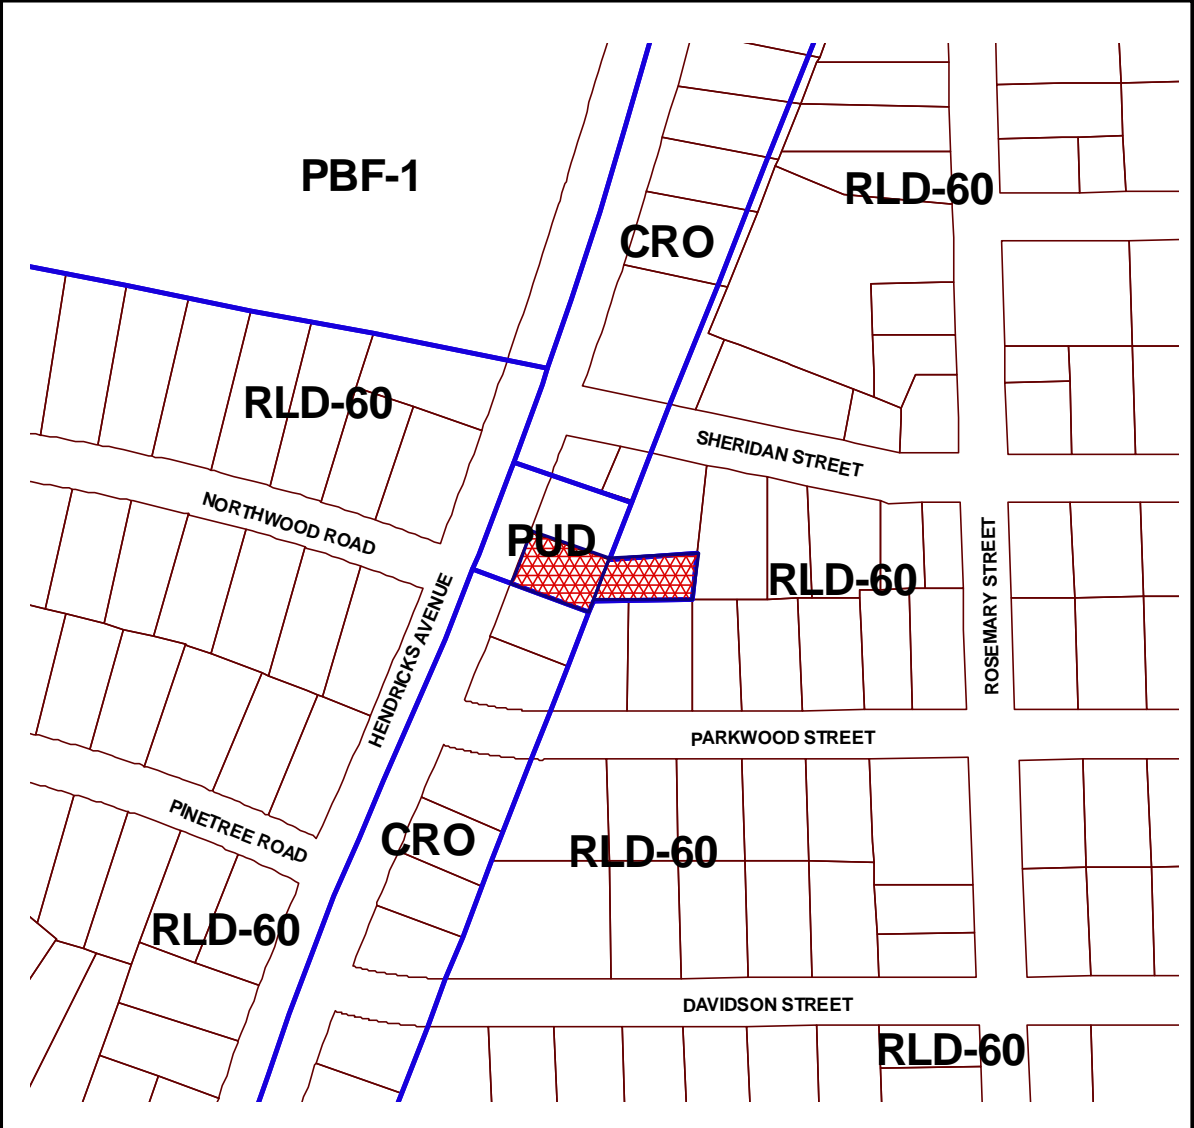 PBF-1
RLD-60
CRO
RLD-60
SHERIDAN STREET
NORTHWOOD ROAD
PUD
RLD-60
ROSEMARY STREET
HENDRICKS AVENUE
PARKWOOD STREET
PINETREE ROAD
CRO
RLD-60
RLD-60
DAVIDSON STREET
RLD-60